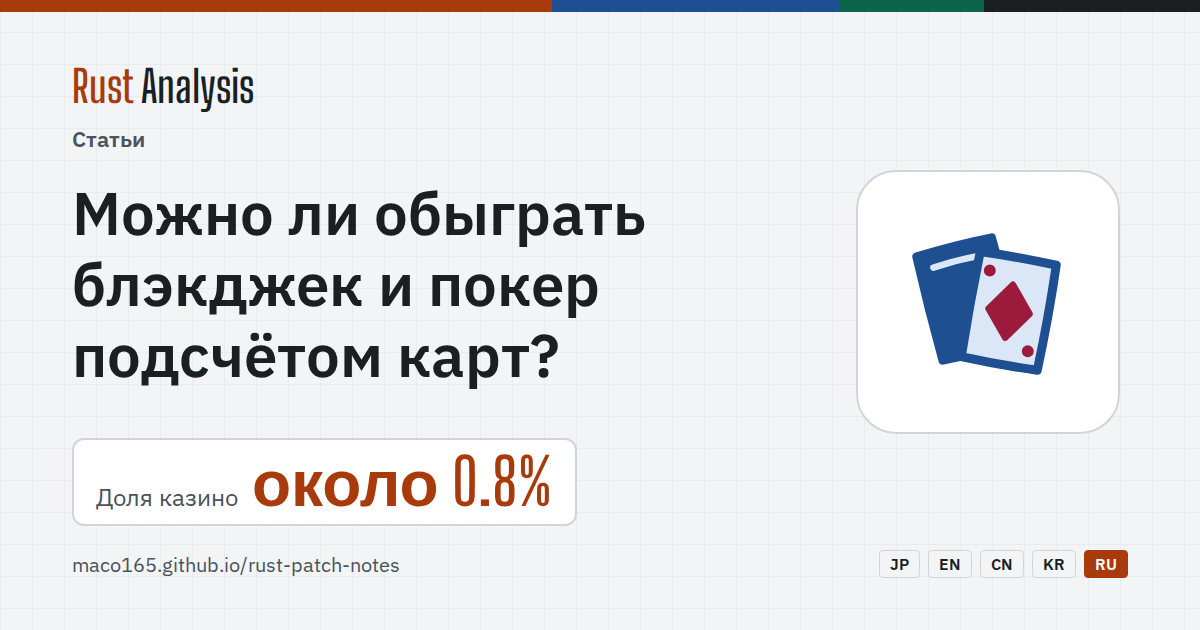 Rust Analysis
Статьи
Можно ли обыграть
блэкджек и покер
подсчётом карт?
Доля казино около 0.8%
maco165.github.io/rust-patch-notes
JP EN CN KR RU